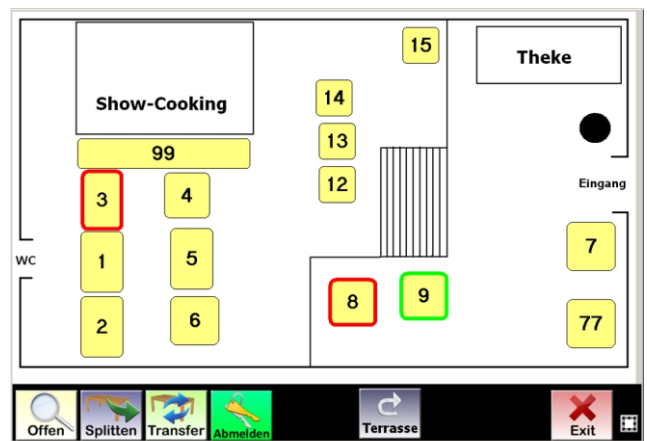 15
Theke
Show-Cooking
14
13
12
99
3
4
Eingang
WC
1
5
7
8
9
2
6
77
Offen
Splitten
Transfer
Abmelden
Terrasse
Exit